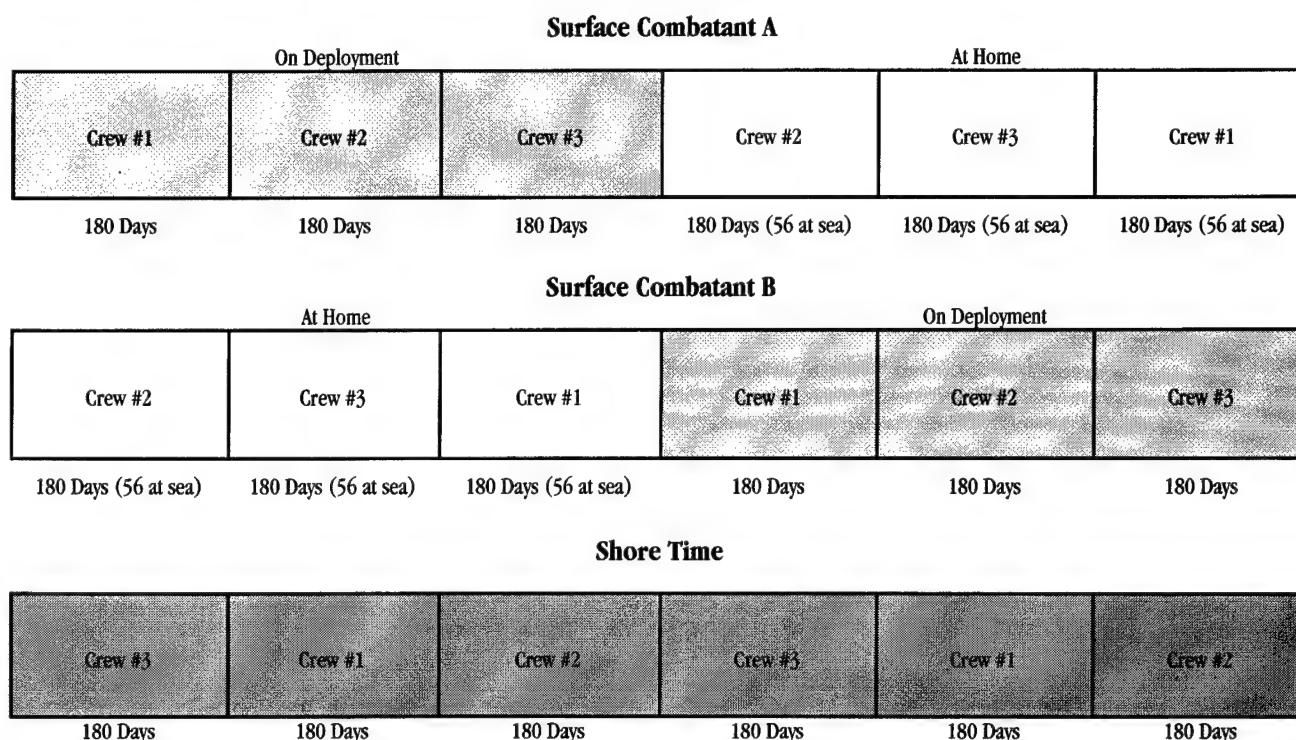 Surface Combatant A
On Deployment At Home
Crew #1 Crew #2 Crew #3 Crew #2 Crew #3 Crew #1
180 Days 180 Days 180 Days 180 Days (56 at sea) 180 Days (56 at sea) 180 Days (56 at sea)
Surface Combatant B
At Home On Deployment
Crew #2 Crew #3 Crew #1 Crew #1 Crew #2 Crew #3
180 Days (56 at sea) 180 Days (56 at sea) 180 Days (56 at sea) 180 Days 180 Days 180 Days
Shore Time
Crew #3 Crew #1 Crew #2 Crew #3 Crew #1 Crew #2
180 Days 180 Days 180 Days 180 Days 180 Days 180 Days